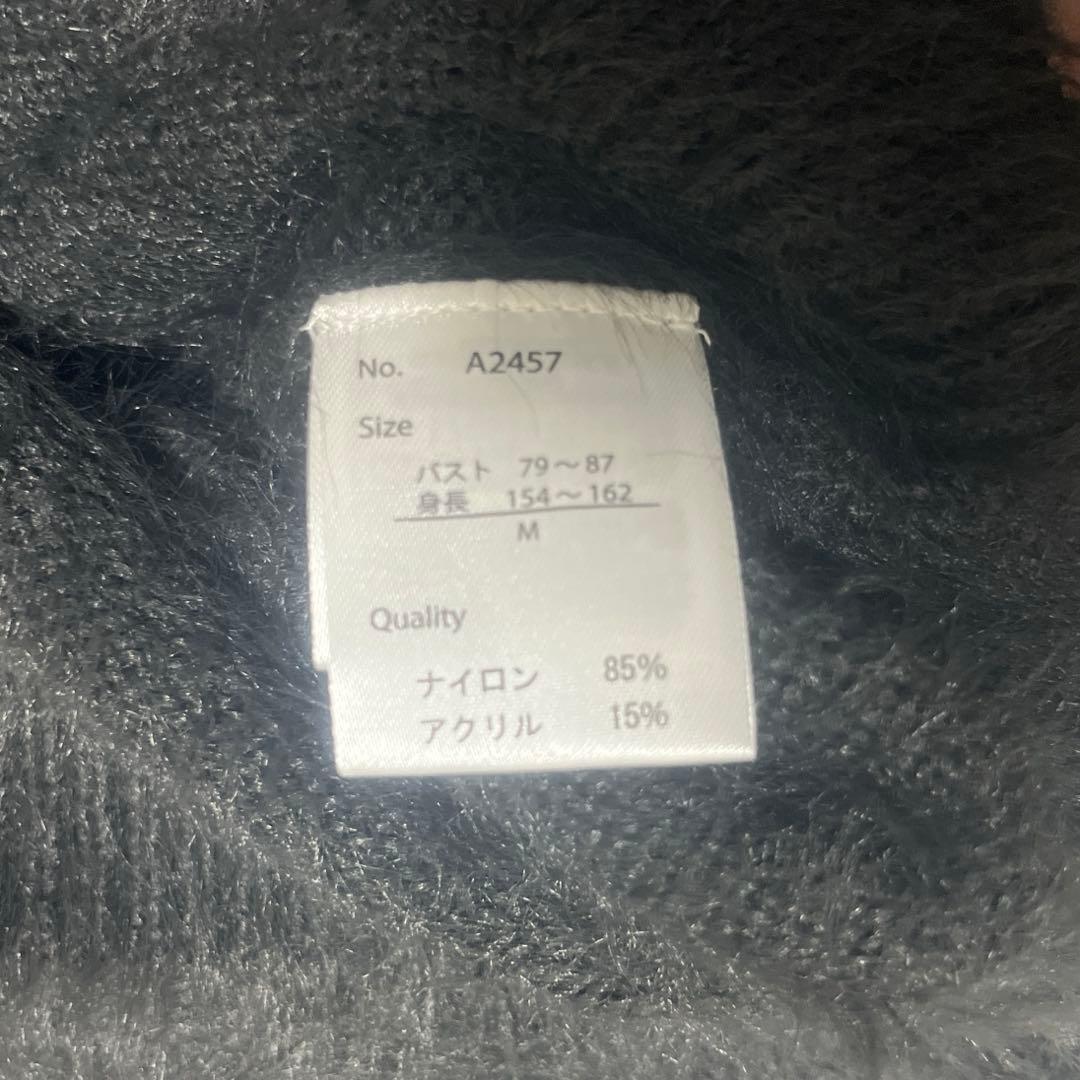 No. A2457
Size
バスト 79～87
身長 154～162
M
Quality
ナイロン 85%
アクリル 15%